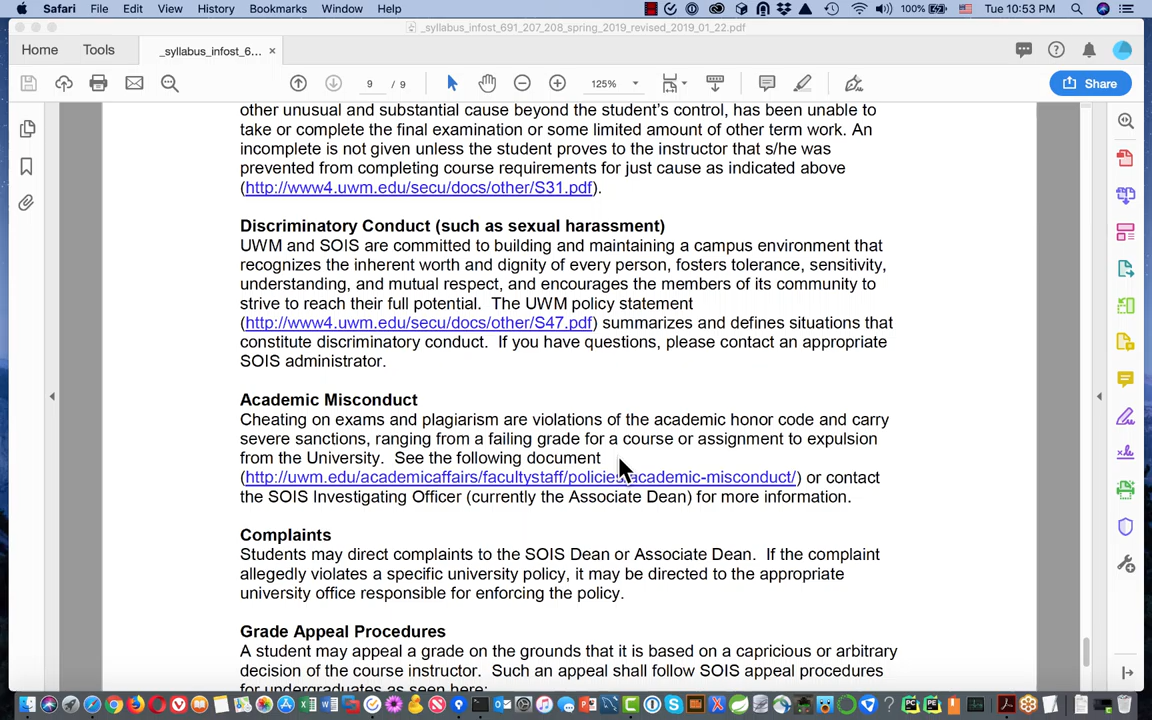 Safari File Edit View History Bookmarks Window Help 100% Tue 10:53 PM
_syllabus_infost_691_207_208_spring_2019_revised_2019_01_22.pdf
Home Tools _syllabus_infost_6... ×
9 / 9 125% Share
other unusual and substantial cause beyond the student's control, has been unable to
take or complete the final examination or some limited amount of other term work. An
incomplete is not given unless the student proves to the instructor that s/he was
prevented from completing course requirements for just cause as indicated above
(http://www4.uwm.edu/secu/docs/other/S31.pdf).
Discriminatory Conduct (such as sexual harassment)
UWM and SOIS are committed to building and maintaining a campus environment that
recognizes the inherent worth and dignity of every person, fosters tolerance, sensitivity,
understanding, and mutual respect, and encourages the members of its community to
strive to reach their full potential. The UWM policy statement
(http://www4.uwm.edu/secu/docs/other/S47.pdf) summarizes and defines situations that
constitute discriminatory conduct. If you have questions, please contact an appropriate
SOIS administrator.
Academic Misconduct
Cheating on exams and plagiarism are violations of the academic honor code and carry
severe sanctions, ranging from a failing grade for a course or assignment to expulsion
from the University. See the following document
(http://uwm.edu/academicaffairs/facultystaff/policies/academic-misconduct/) or contact
the SOIS Investigating Officer (currently the Associate Dean) for more information.
Complaints
Students may direct complaints to the SOIS Dean or Associate Dean. If the complaint
allegedly violates a specific university policy, it may be directed to the appropriate
university office responsible for enforcing the policy.
Grade Appeal Procedures
A student may appeal a grade on the grounds that it is based on a capricious or arbitrary
decision of the course instructor. Such an appeal shall follow SOIS appeal procedures
for undergraduates as seen here: